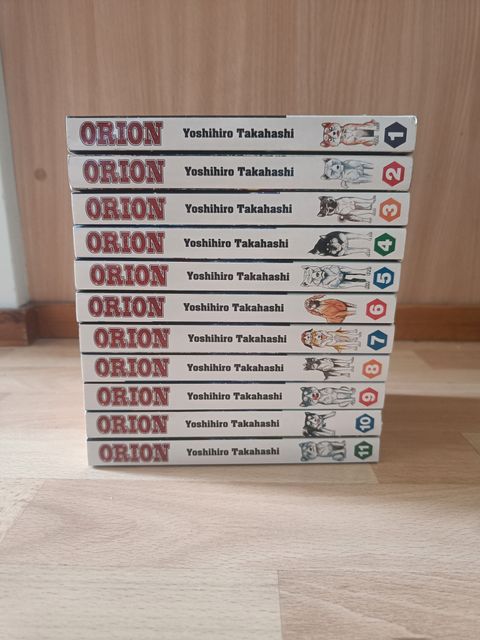 ORION Yoshihiro Takahashi 1
ORION Yoshihiro Takahashi 2
ORION Yoshihiro Takahashi 3
ORION Yoshihiro Takahashi 4
ORION Yoshihiro Takahashi 5
ORION Yoshihiro Takahashi 6
ORION Yoshihiro Takahashi 7
ORION Yoshihiro Takahashi 8
ORION Yoshihiro Takahashi 9
ORION Yoshihiro Takahashi 10
ORION Yoshihiro Takahashi 11